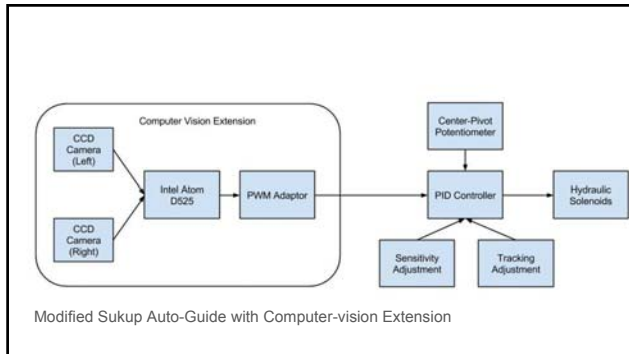 Computer Vision Extension
CCD
Camera
(Left)
CCD
Camera
(Right)
Intel Atom
D525
PWM Adaptor
Center-Pivot
Potentiometer
PID Controller
Hydraulic
Solenoids
Sensitivity
Adjustment
Tracking
Adjustment
Modified Sukup Auto-Guide with Computer-vision Extension